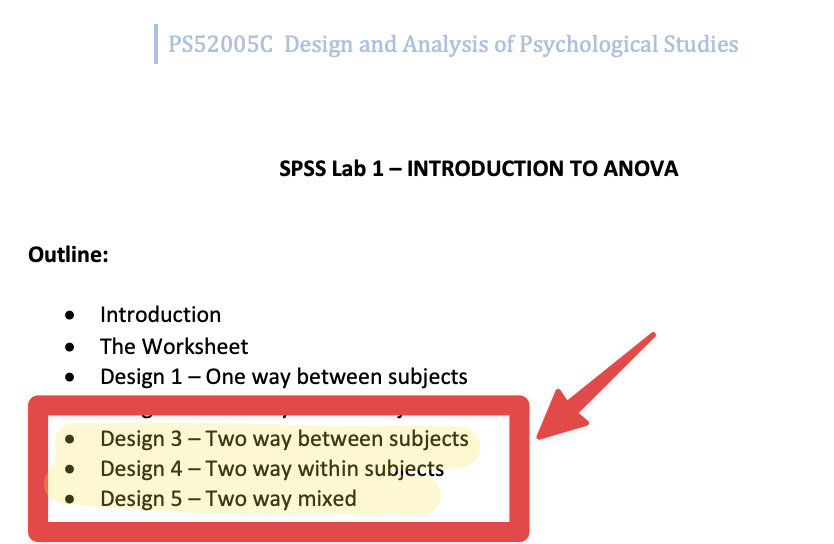 PS52005C Design and Analysis of Psychological Studies
SPSS Lab 1 – INTRODUCTION TO ANOVA
Outline:
• Introduction
• The Worksheet
• Design 1 – One way between subjects
• Design 3 – Two way between subjects
• Design 4 – Two way within subjects
• Design 5 – Two way mixed